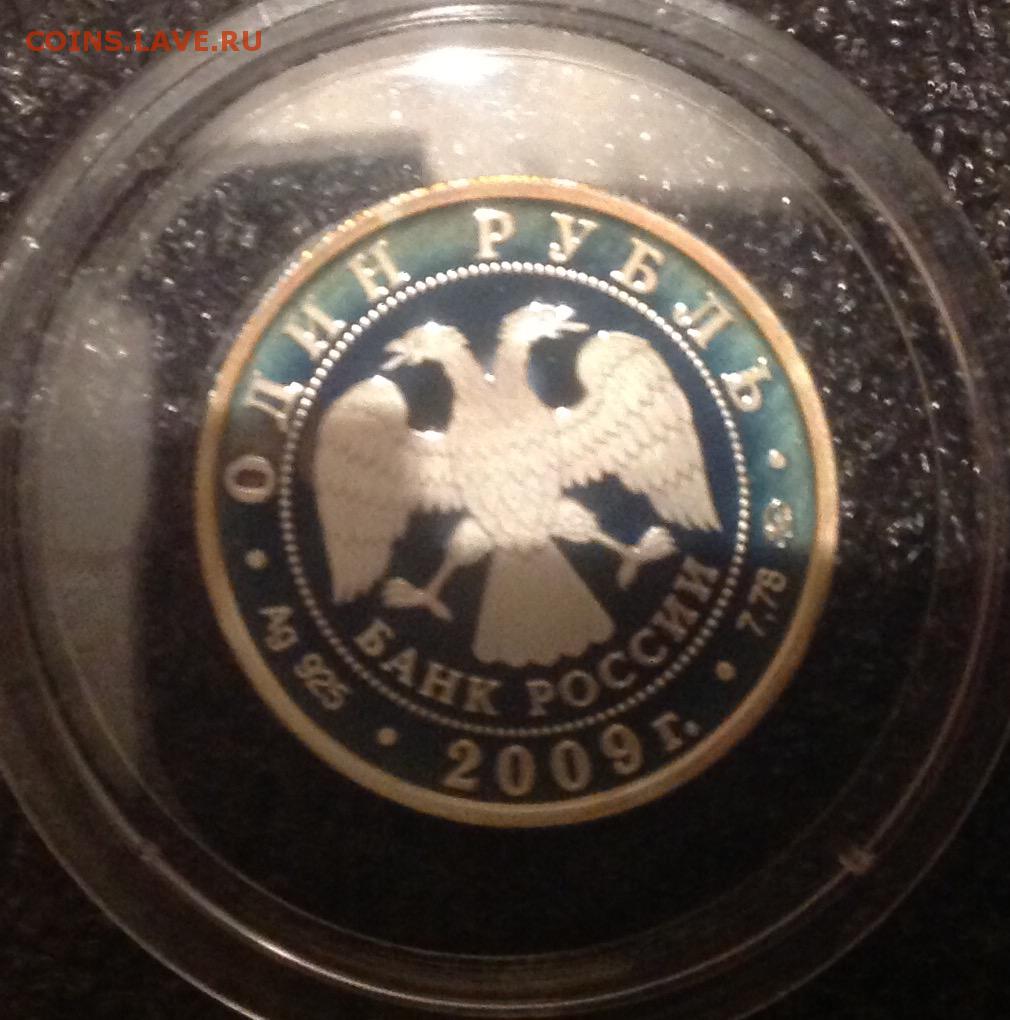 COINS.LAVE.RU
ОДИН РУБЛЬ
БАНК РОССИИ
Ag 925
2009 г.
7,78